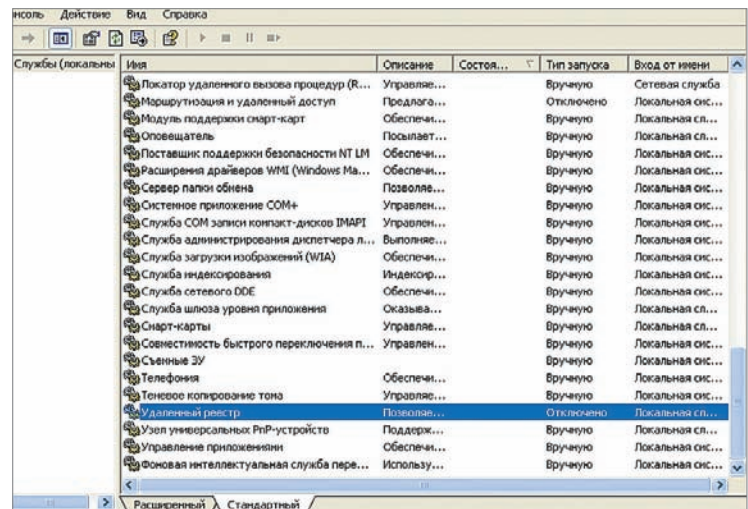 нсоль Действие Вид Справка
Службы (локальны Имя Описание Состоя... Тип запуска Вход от имени
Локатор удаленного вызова процедур (R... Управляе... Вручную Сетевая служба
Маршрутизация и удаленный доступ Предлага... Отключено Локальная сис...
Модуль поддержки смарт-карт Обеспечи... Вручную Локальная сл...
Оповещатель Посылает... Вручную Локальная сл...
Поставщик поддержки безопасности NT LM Обеспечи... Вручную Локальная сис...
Расширения драйверов WMI (Windows Ma... Обеспечи... Вручную Локальная сис...
Сервер папки обмена Позволяе... Вручную Локальная сис...
Системное приложение COM+ Управлен... Вручную Локальная сис...
Служба COM записи компакт-дисков IMAPI Управлен... Вручную Локальная сис...
Служба администрирования диспетчера л... Выполняе... Вручную Локальная сис...
Служба загрузки изображений (WIA) Обеспечи... Вручную Локальная сис...
Служба индексирования Индексир... Вручную Локальная сис...
Служба сетевого DDE Обеспечи... Вручную Локальная сис...
Служба шлюза уровня приложения Оказыва... Вручную Локальная сл...
Смарт-карты Управляе... Вручную Локальная сл...
Совместимость быстрого переключения п... Управлен... Вручную Локальная сис...
Съемные ЗУ Вручную Локальная сис...
Телефония Обеспечи... Вручную Локальная сис...
Теневое копирование тома Управляе... Вручную Локальная сис...
Удаленный реестр Позволяе... Отключено Локальная сл...
Узел универсальных PnP-устройств Поддерж... Вручную Локальная сл...
Управление приложениями Обеспечи... Вручную Локальная сис...
Фоновая интеллектуальная служба пере... Использу... Вручную Локальная сис...
Расширенный Стандартный